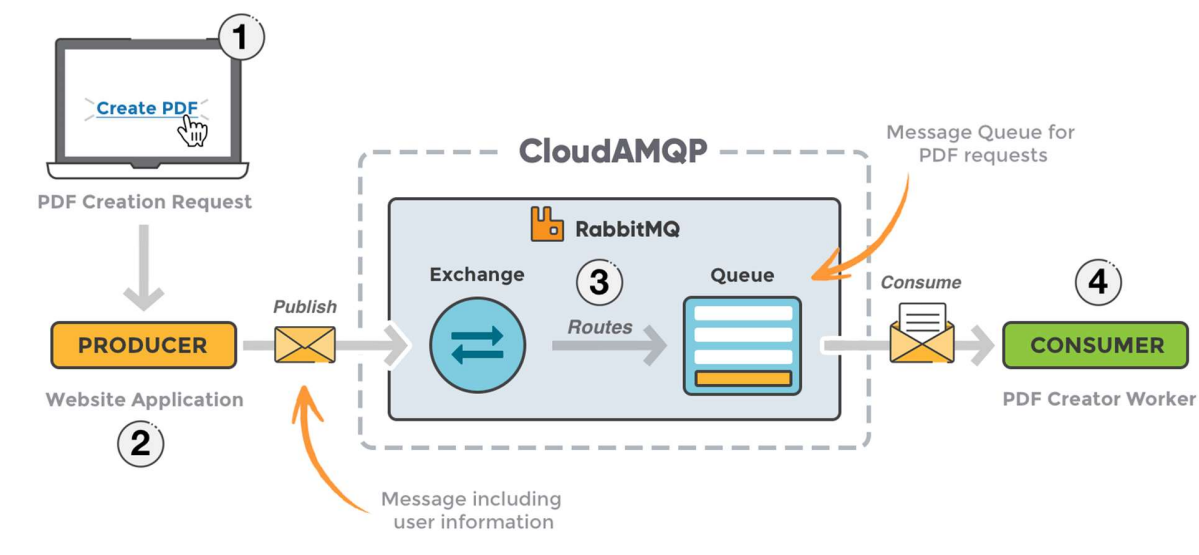 1
Create PDF
PDF Creation Request
CloudAMQP
Message Queue for
PDF requests
RabbitMQ
Exchange
3
Queue
Routes
Publish
PRODUCER
Website Application
2
Consume
4
CONSUMER
PDF Creator Worker
Message including
user information